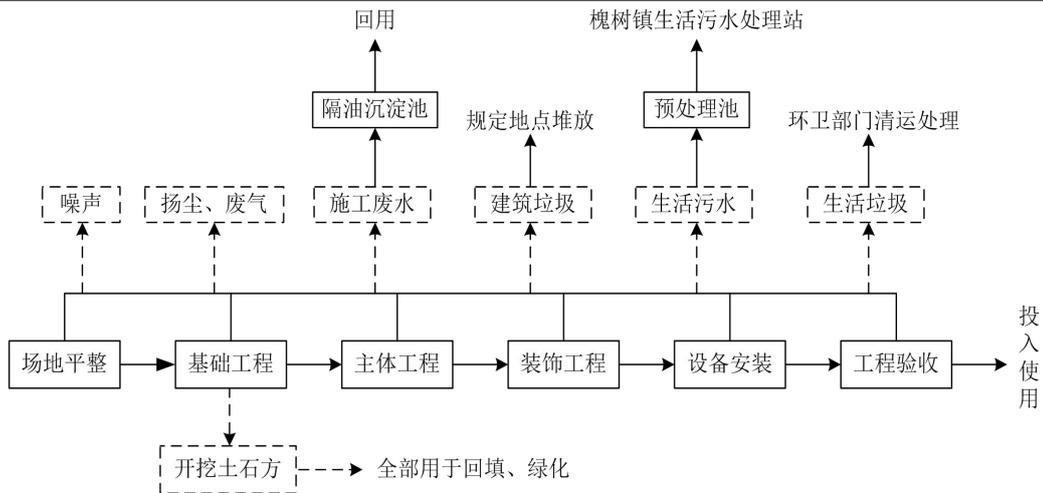 回用
槐树镇生活污水处理站
隔油沉淀池
预处理池
规定地点堆放
环卫部门清运处理
噪声
扬尘、废气
施工废水
建筑垃圾
生活污水
生活垃圾
场地平整
基础工程
主体工程
装饰工程
设备安装
工程验收
投入使用
开挖土石方
全部用于回填、绿化